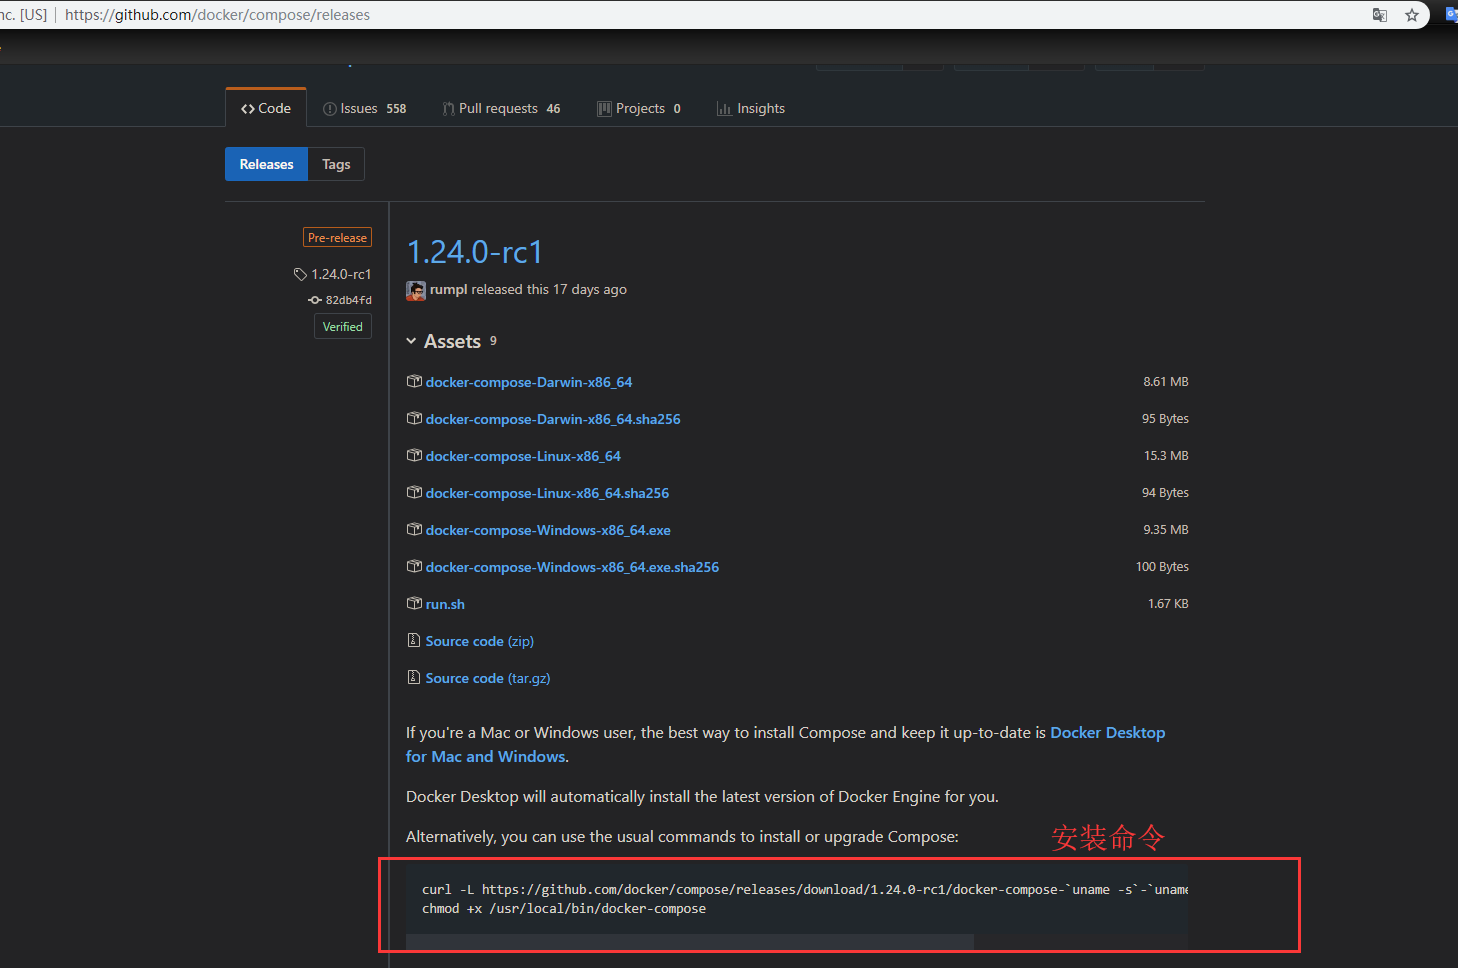 nc. [US] https://github.com/docker/compose/releases
Code Issues 558 Pull requests 46 Projects 0 Insights
Releases Tags
Pre-release
1.24.0-rc1
82db4fd
Verified
1.24.0-rc1
rumpl released this 17 days ago
Assets 9
docker-compose-Darwin-x86_64 8.61 MB
docker-compose-Darwin-x86_64.sha256 95 Bytes
docker-compose-Linux-x86_64 15.3 MB
docker-compose-Linux-x86_64.sha256 94 Bytes
docker-compose-Windows-x86_64.exe 9.35 MB
docker-compose-Windows-x86_64.exe.sha256 100 Bytes
run.sh 1.67 KB
Source code (zip)
Source code (tar.gz)
If you're a Mac or Windows user, the best way to install Compose and keep it up-to-date is Docker Desktop
for Mac and Windows.
Docker Desktop will automatically install the latest version of Docker Engine for you.
Alternatively, you can use the usual commands to install or upgrade Compose:
安装命令
curl -L https://github.com/docker/compose/releases/download/1.24.0-rc1/docker-compose-`uname -s`-`uname
chmod +x /usr/local/bin/docker-compose